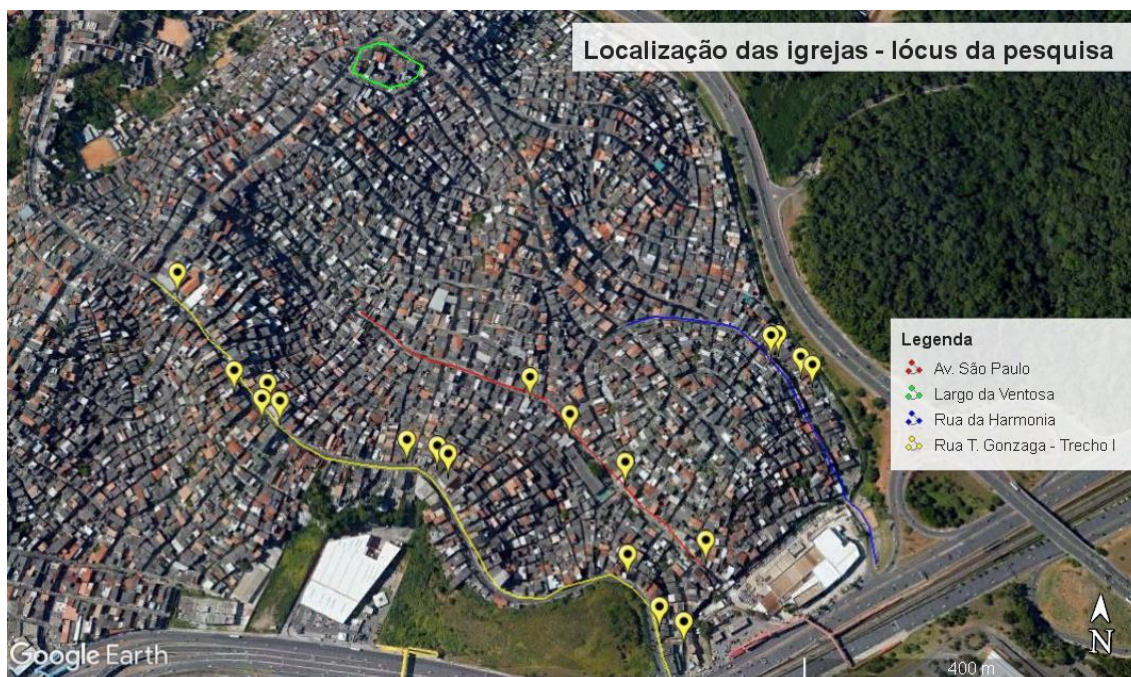 Localização das igrejas - lócus da pesquisa
Legenda
Av. São Paulo
Largo da Ventosa
Rua da Harmonia
Rua T. Gonzaga - Trecho I
N
Google Earth
400 m